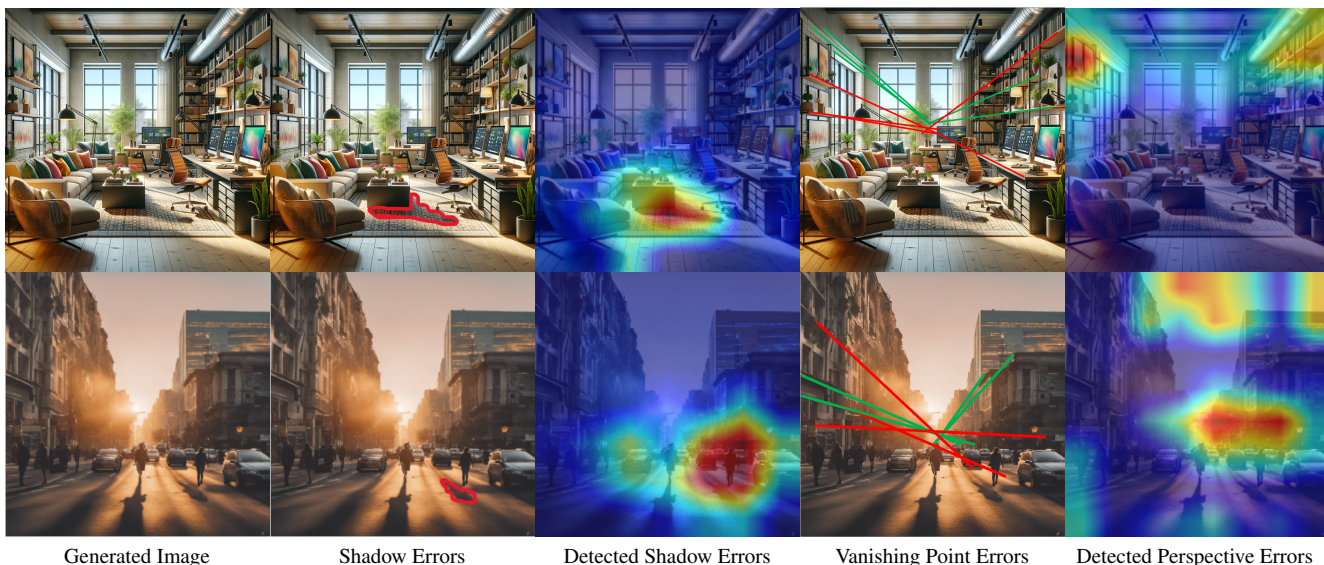 Generated Image
Shadow Errors
Detected Shadow Errors
Vanishing Point Errors
Detected Perspective Errors